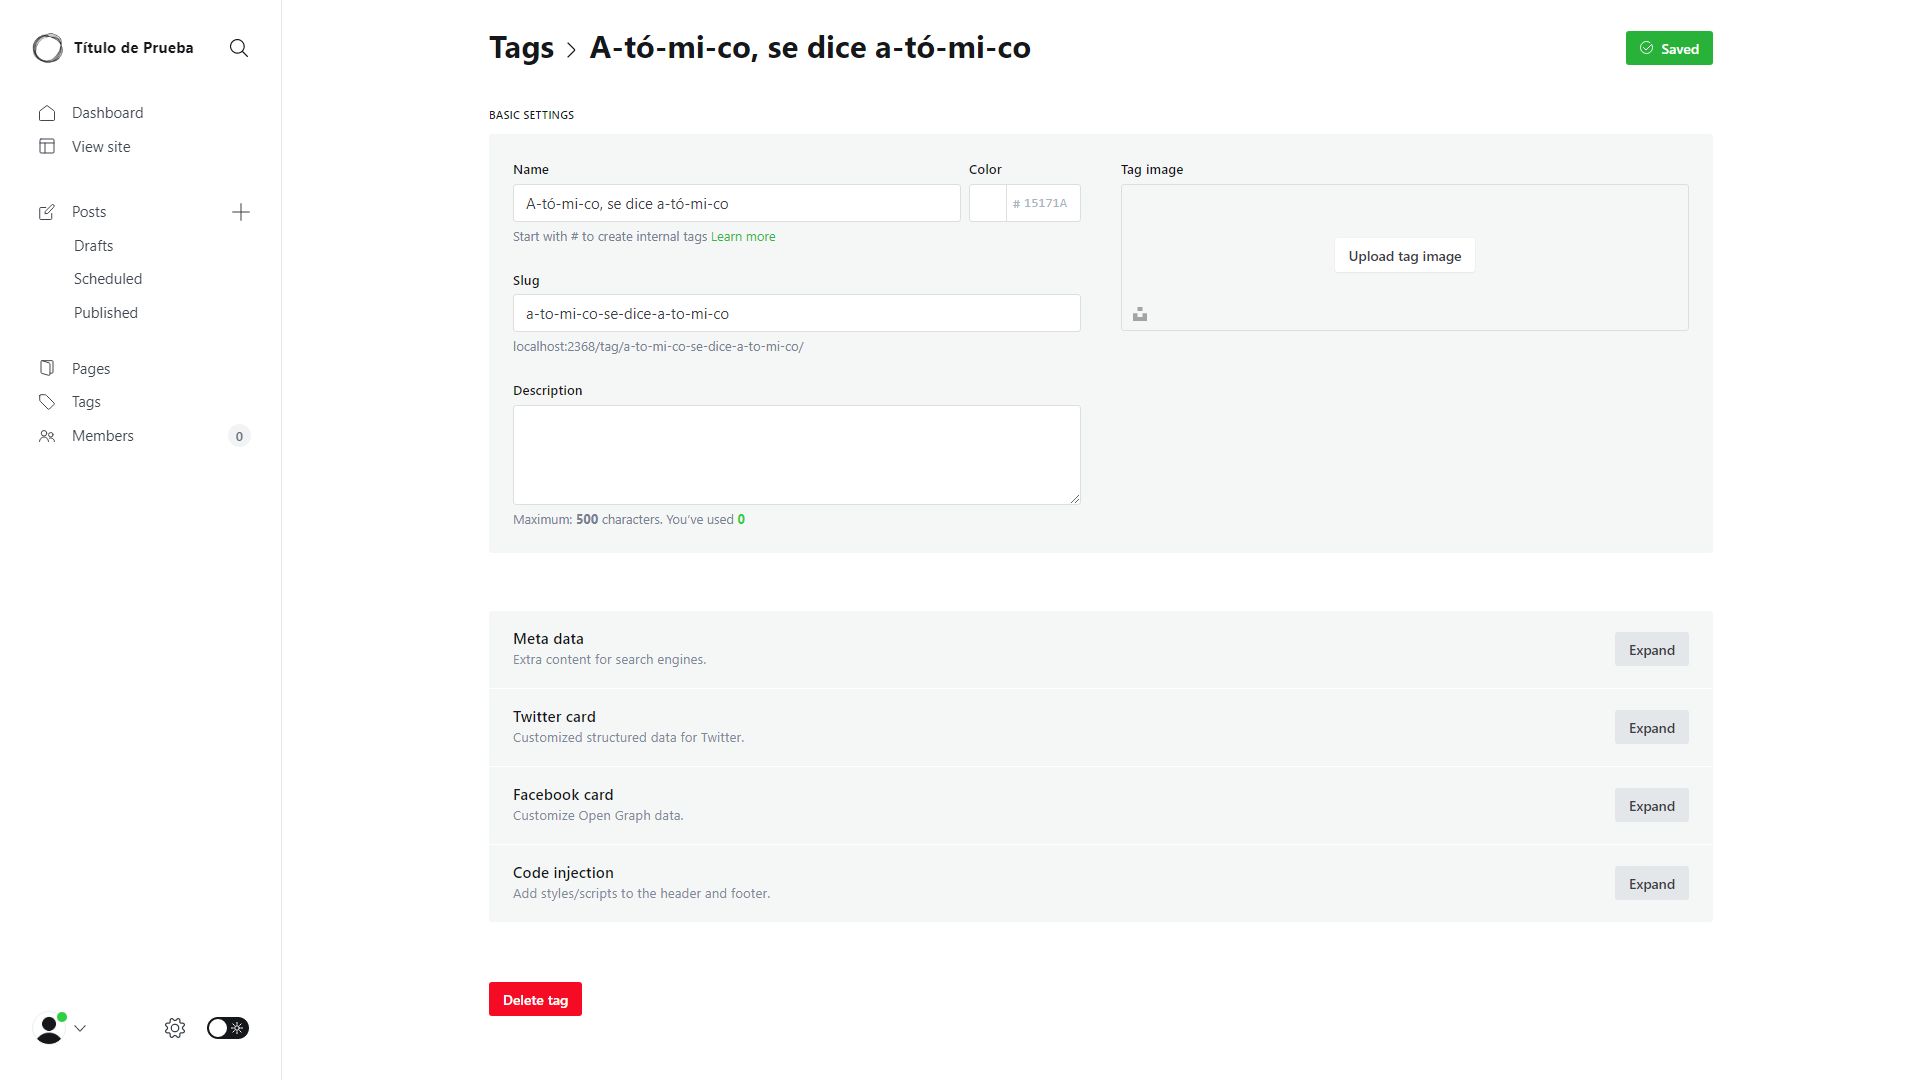 Título de Prueba
Dashboard
View site
Posts
Drafts
Scheduled
Published
Pages
Tags
Members 0
Tags > A-tó-mi-co, se dice a-tó-mi-co
Saved
BASIC SETTINGS
Name
A-tó-mi-co, se dice a-tó-mi-co
Color
# 15171A
Start with # to create internal tags Learn more
Slug
a-to-mi-co-se-dice-a-to-mi-co
localhost:2368/tag/a-to-mi-co-se-dice-a-to-mi-co/
Description
Maximum: 500 characters. You’ve used 0
Tag image
Upload tag image
Meta data
Extra content for search engines.
Expand
Twitter card
Customized structured data for Twitter.
Expand
Facebook card
Customize Open Graph data.
Expand
Code injection
Add styles/scripts to the header and footer.
Expand
Delete tag